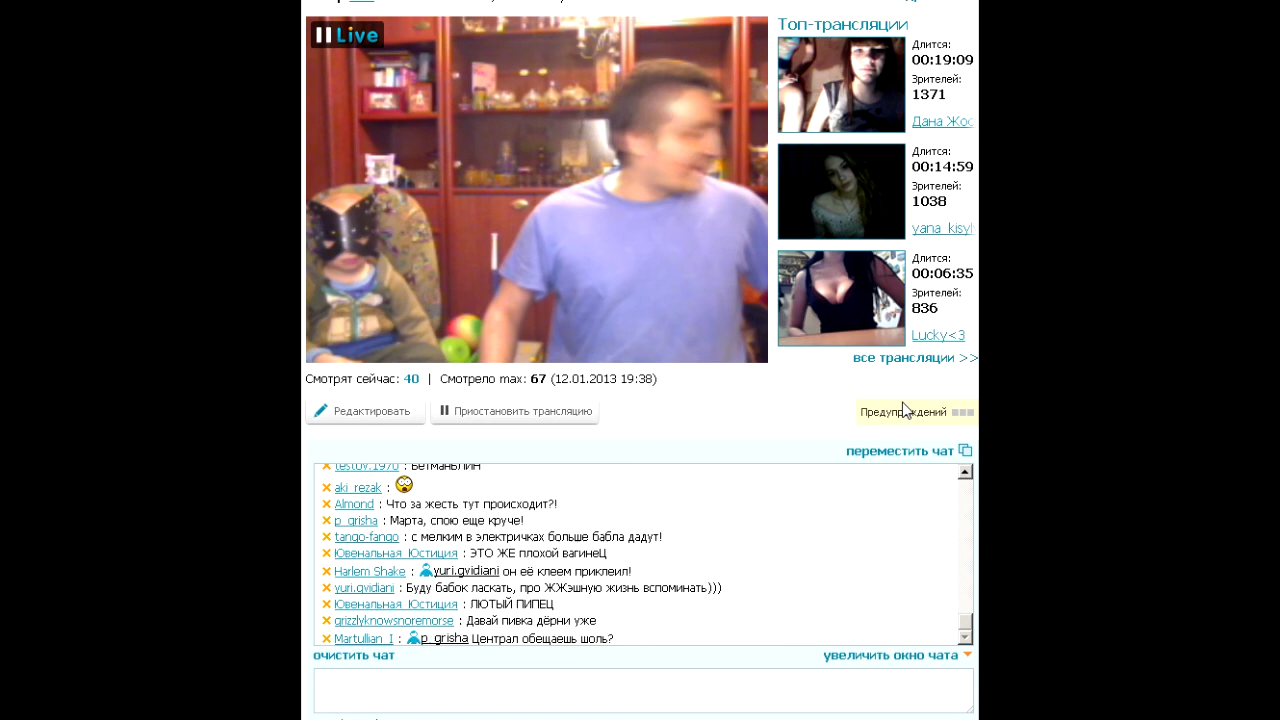 Live
Топ-трансляции
Длится:
00:19:09
Зрителей:
1371
Дана
Длится:
00:14:59
Зрителей:
1038
yana_kisyl
Длится:
00:06:35
Зрителей:
836
Lucky<3
все трансляции >>
Смотрят сейчас: 40 | Смотрело max: 67 (12.01.2013 19:38)
Редактировать
Приостановить трансляцию
Предупреждений
переместить чат
testov.1970 : БЕТМАНБЛИН
aki_rezak :
Almond : Что за жесть тут происходит?!
p_grisha : Марта, спою еще круче!
tango-fango : с мелким в электричках больше бабла дадут!
Ювенальная_Юстиция : ЭТО ЖЕ плохой вагинеЦ
Harlem Shake : yuri.gvidiani он её клеем приклеил!
yuri.gvidiani : Буду бабок ласкать, про ЖЖэшную жизнь вспоминать)))
Ювенальная_Юстиция : ЛЮТЫЙ ПИПЕЦ
grizzlyknowsnoremorse : Давай пивка дёрни уже
Martullian_I : p_grisha Централ обещаешь шоль?
очистить чат
увеличить окно чата